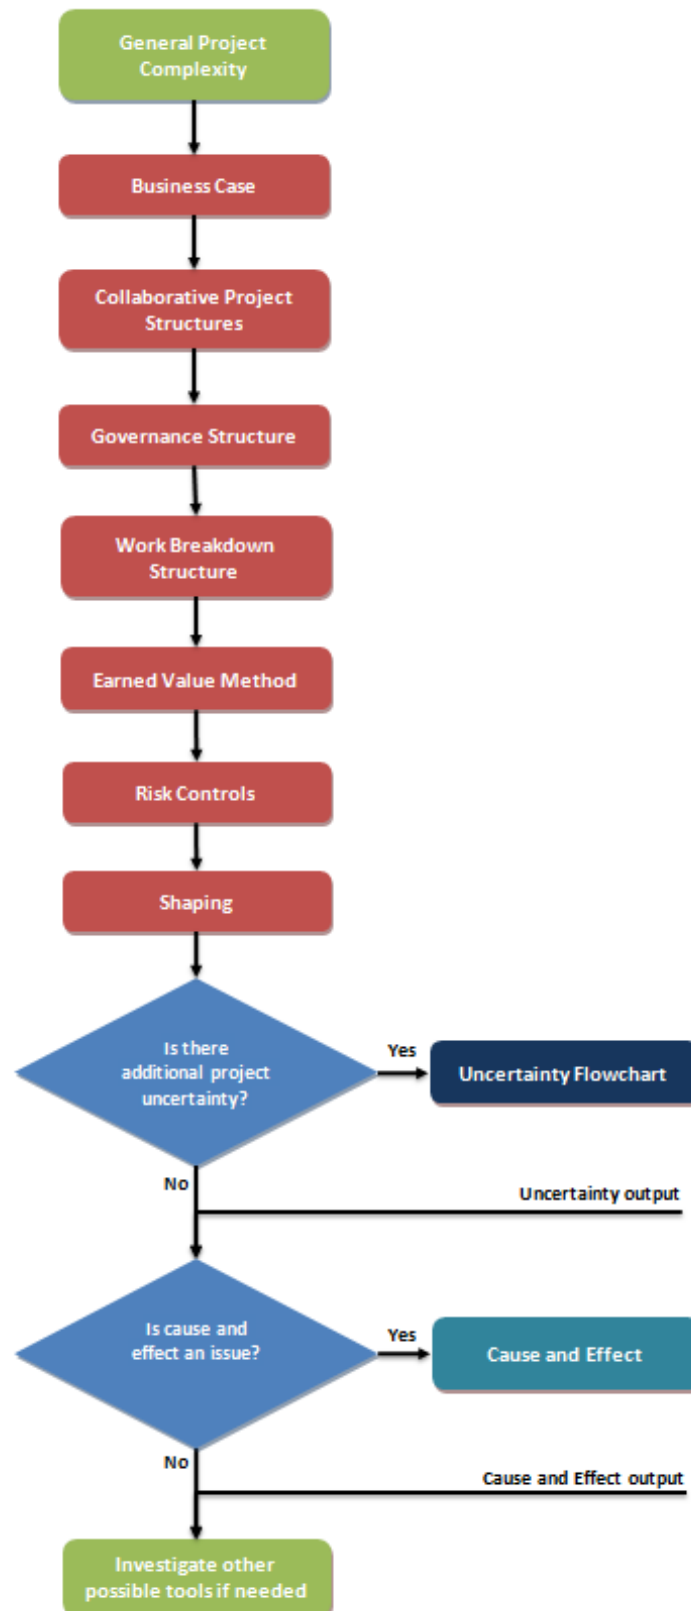 General Project
Complexity
Business Case
Collaborative Project
Structures
Governance Structure
Work Breakdown
Structure
Earned Value Method
Risk Controls
Shaping
Is there
additional project
uncertainty?
Yes
Uncertainty Flowchart
No
Uncertainty output
Is cause and
effect an issue?
Yes
Cause and Effect
No
Cause and Effect output
Investigate other
possible tools if needed